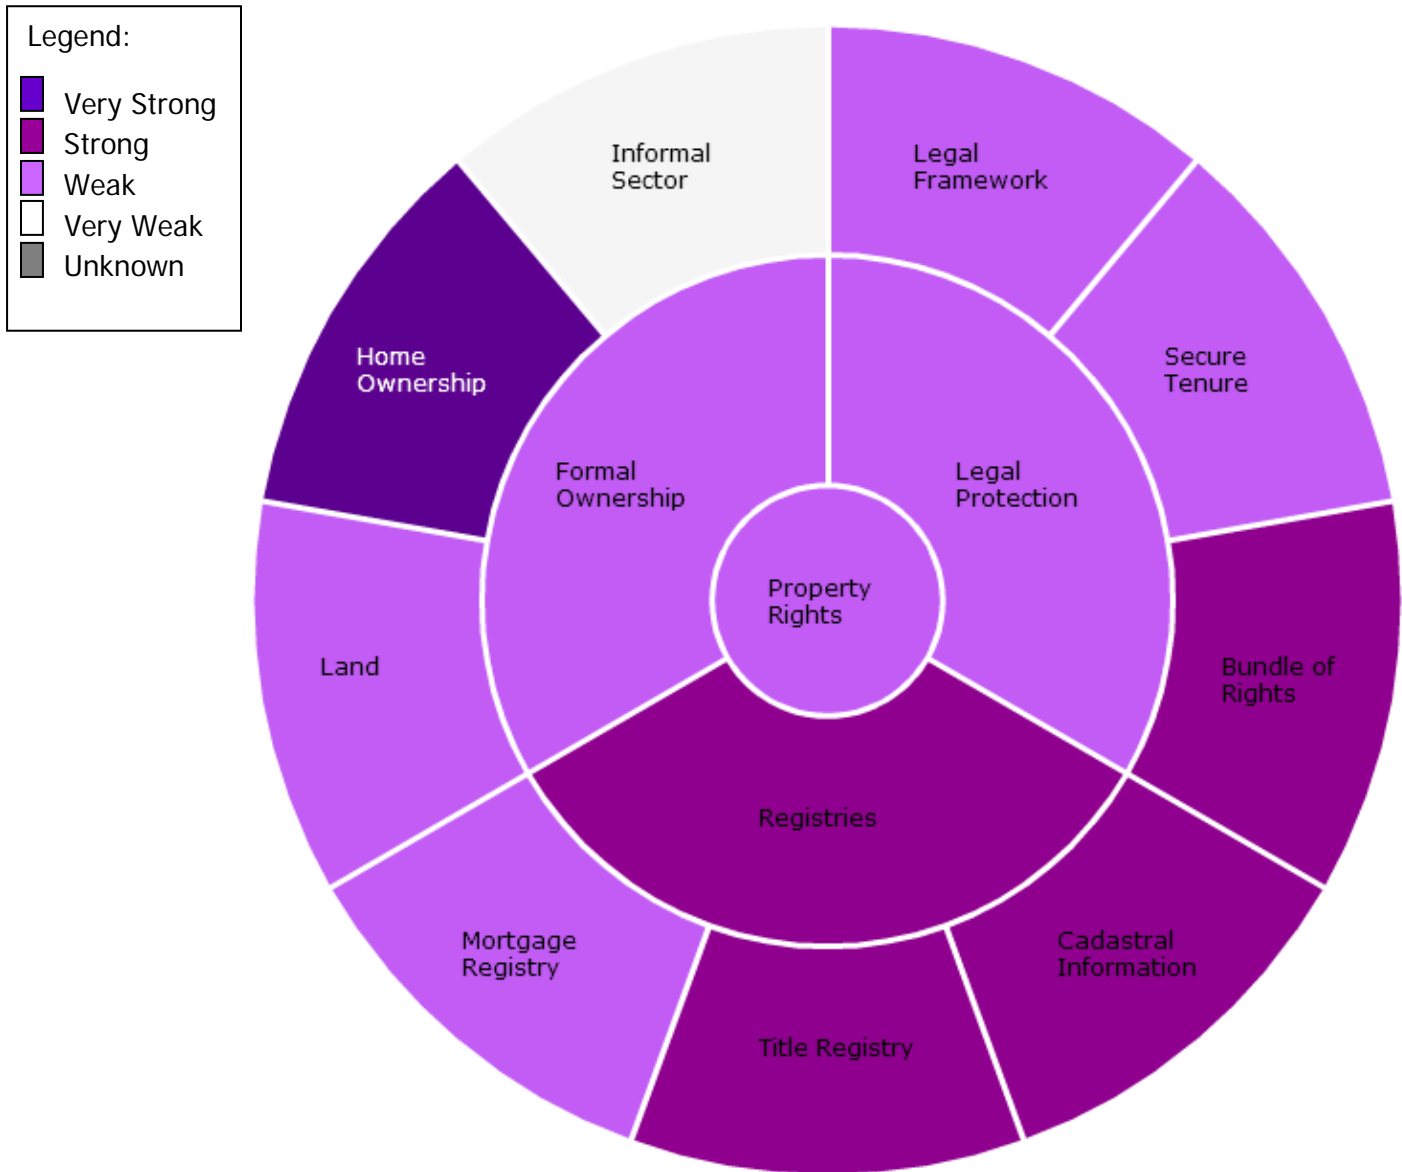 Legend:
Very Strong
Strong
Weak
Very Weak
Unknown
Informal
Sector
Legal
Framework
Home
Ownership
Secure
Tenure
Formal
Ownership
Legal
Protection
Property
Rights
Land
Bundle of
Rights
Registries
Mortgage
Registry
Cadastral
Information
Title Registry